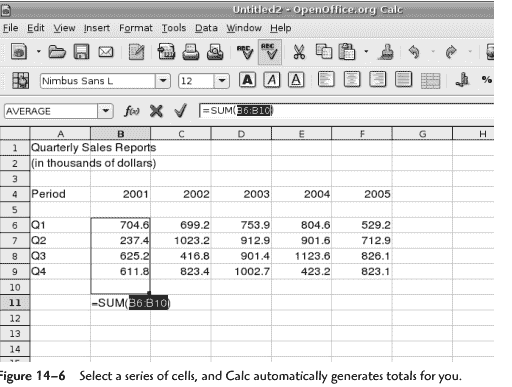 Untitled2 - OpenOffice.org Calc
File Edit View Insert Format Tools Data Window Help
ABC ABC
Nimbus Sans L 12 A A A %
AVERAGE f(x) =SUM(B6:B10)
A B C D E F G H
1 Quarterly Sales Reports
2 (in thousands of dollars)
3
4 Period 2001 2002 2003 2004 2005
5
6 Q1 704.6 699.2 753.9 804.6 529.2
7 Q2 237.4 1023.2 912.9 901.6 712.9
8 Q3 625.2 416.8 901.4 1123.6 826.1
9 Q4 611.8 823.4 1002.7 423.2 823.1
10
11 =SUM(B6:B10)
12
13
14
Figure 14–6 Select a series of cells, and Calc automatically generates totals for you.